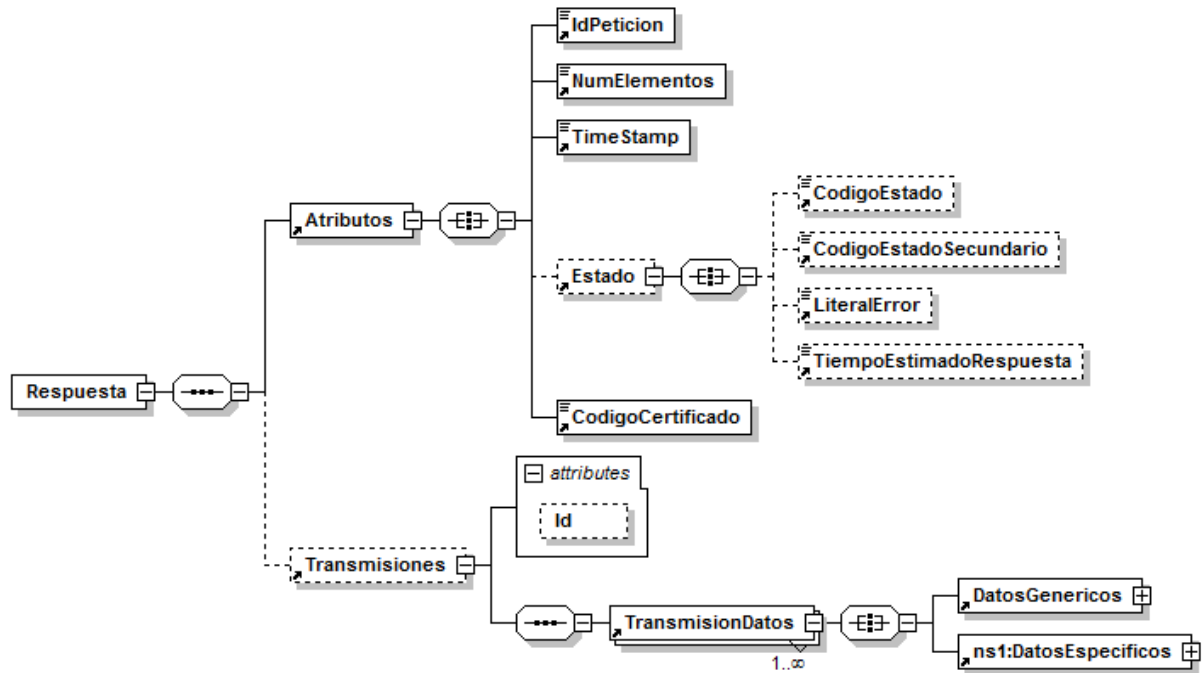 IdPeticion
NumElementos
TimeStamp
CodigoEstado
Atributos
CodigoEstadoSecundario
Estado
LiteralError
TiempoEstimadoRespuesta
Respuesta
CodigoCertificado
attributes
Id
Transmisiones
DatosGenericos
TransmisionDatos
1..∞
ns1:DatosEspecificos